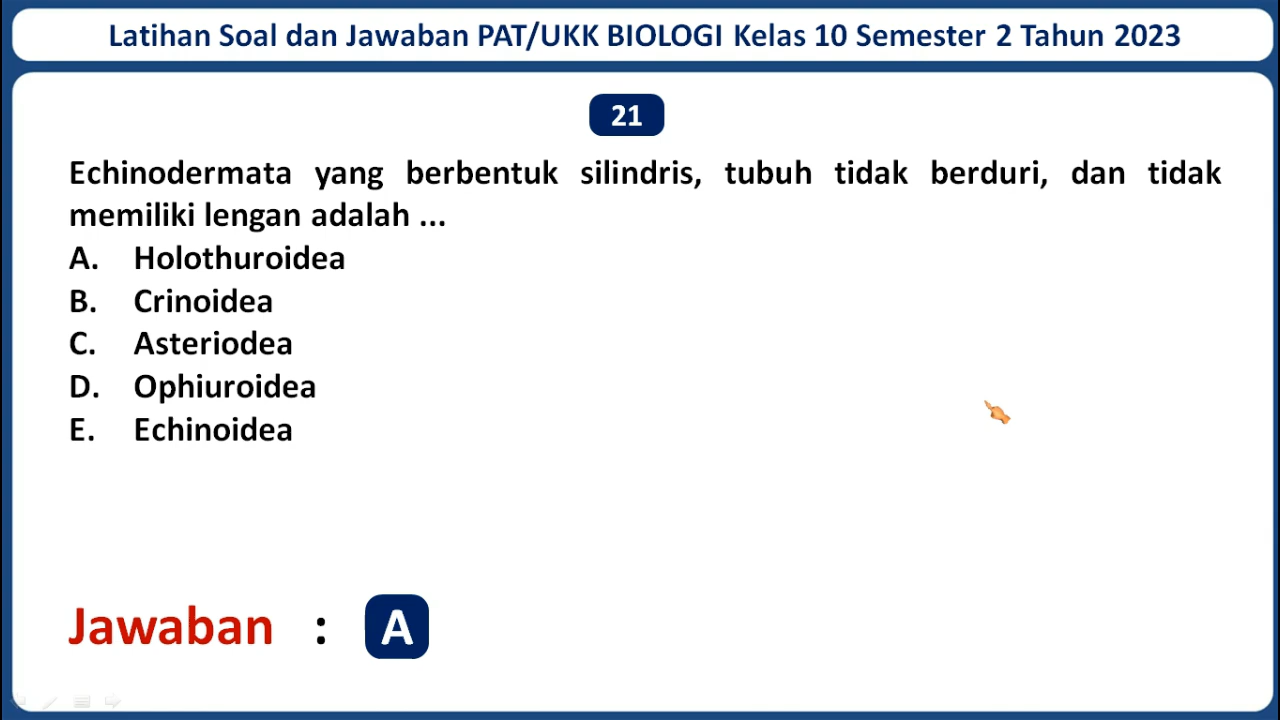 Latihan Soal dan Jawaban PAT/UKK BIOLOGI Kelas 10 Semester 2 Tahun 2023
21
Echinodermata yang berbentuk silindris, tubuh tidak berduri, dan tidak
memiliki lengan adalah ...
A. Holothuroidea
B. Crinoidea
C. Asteriodea
D. Ophiuroidea
E. Echinoidea
Jawaban : A